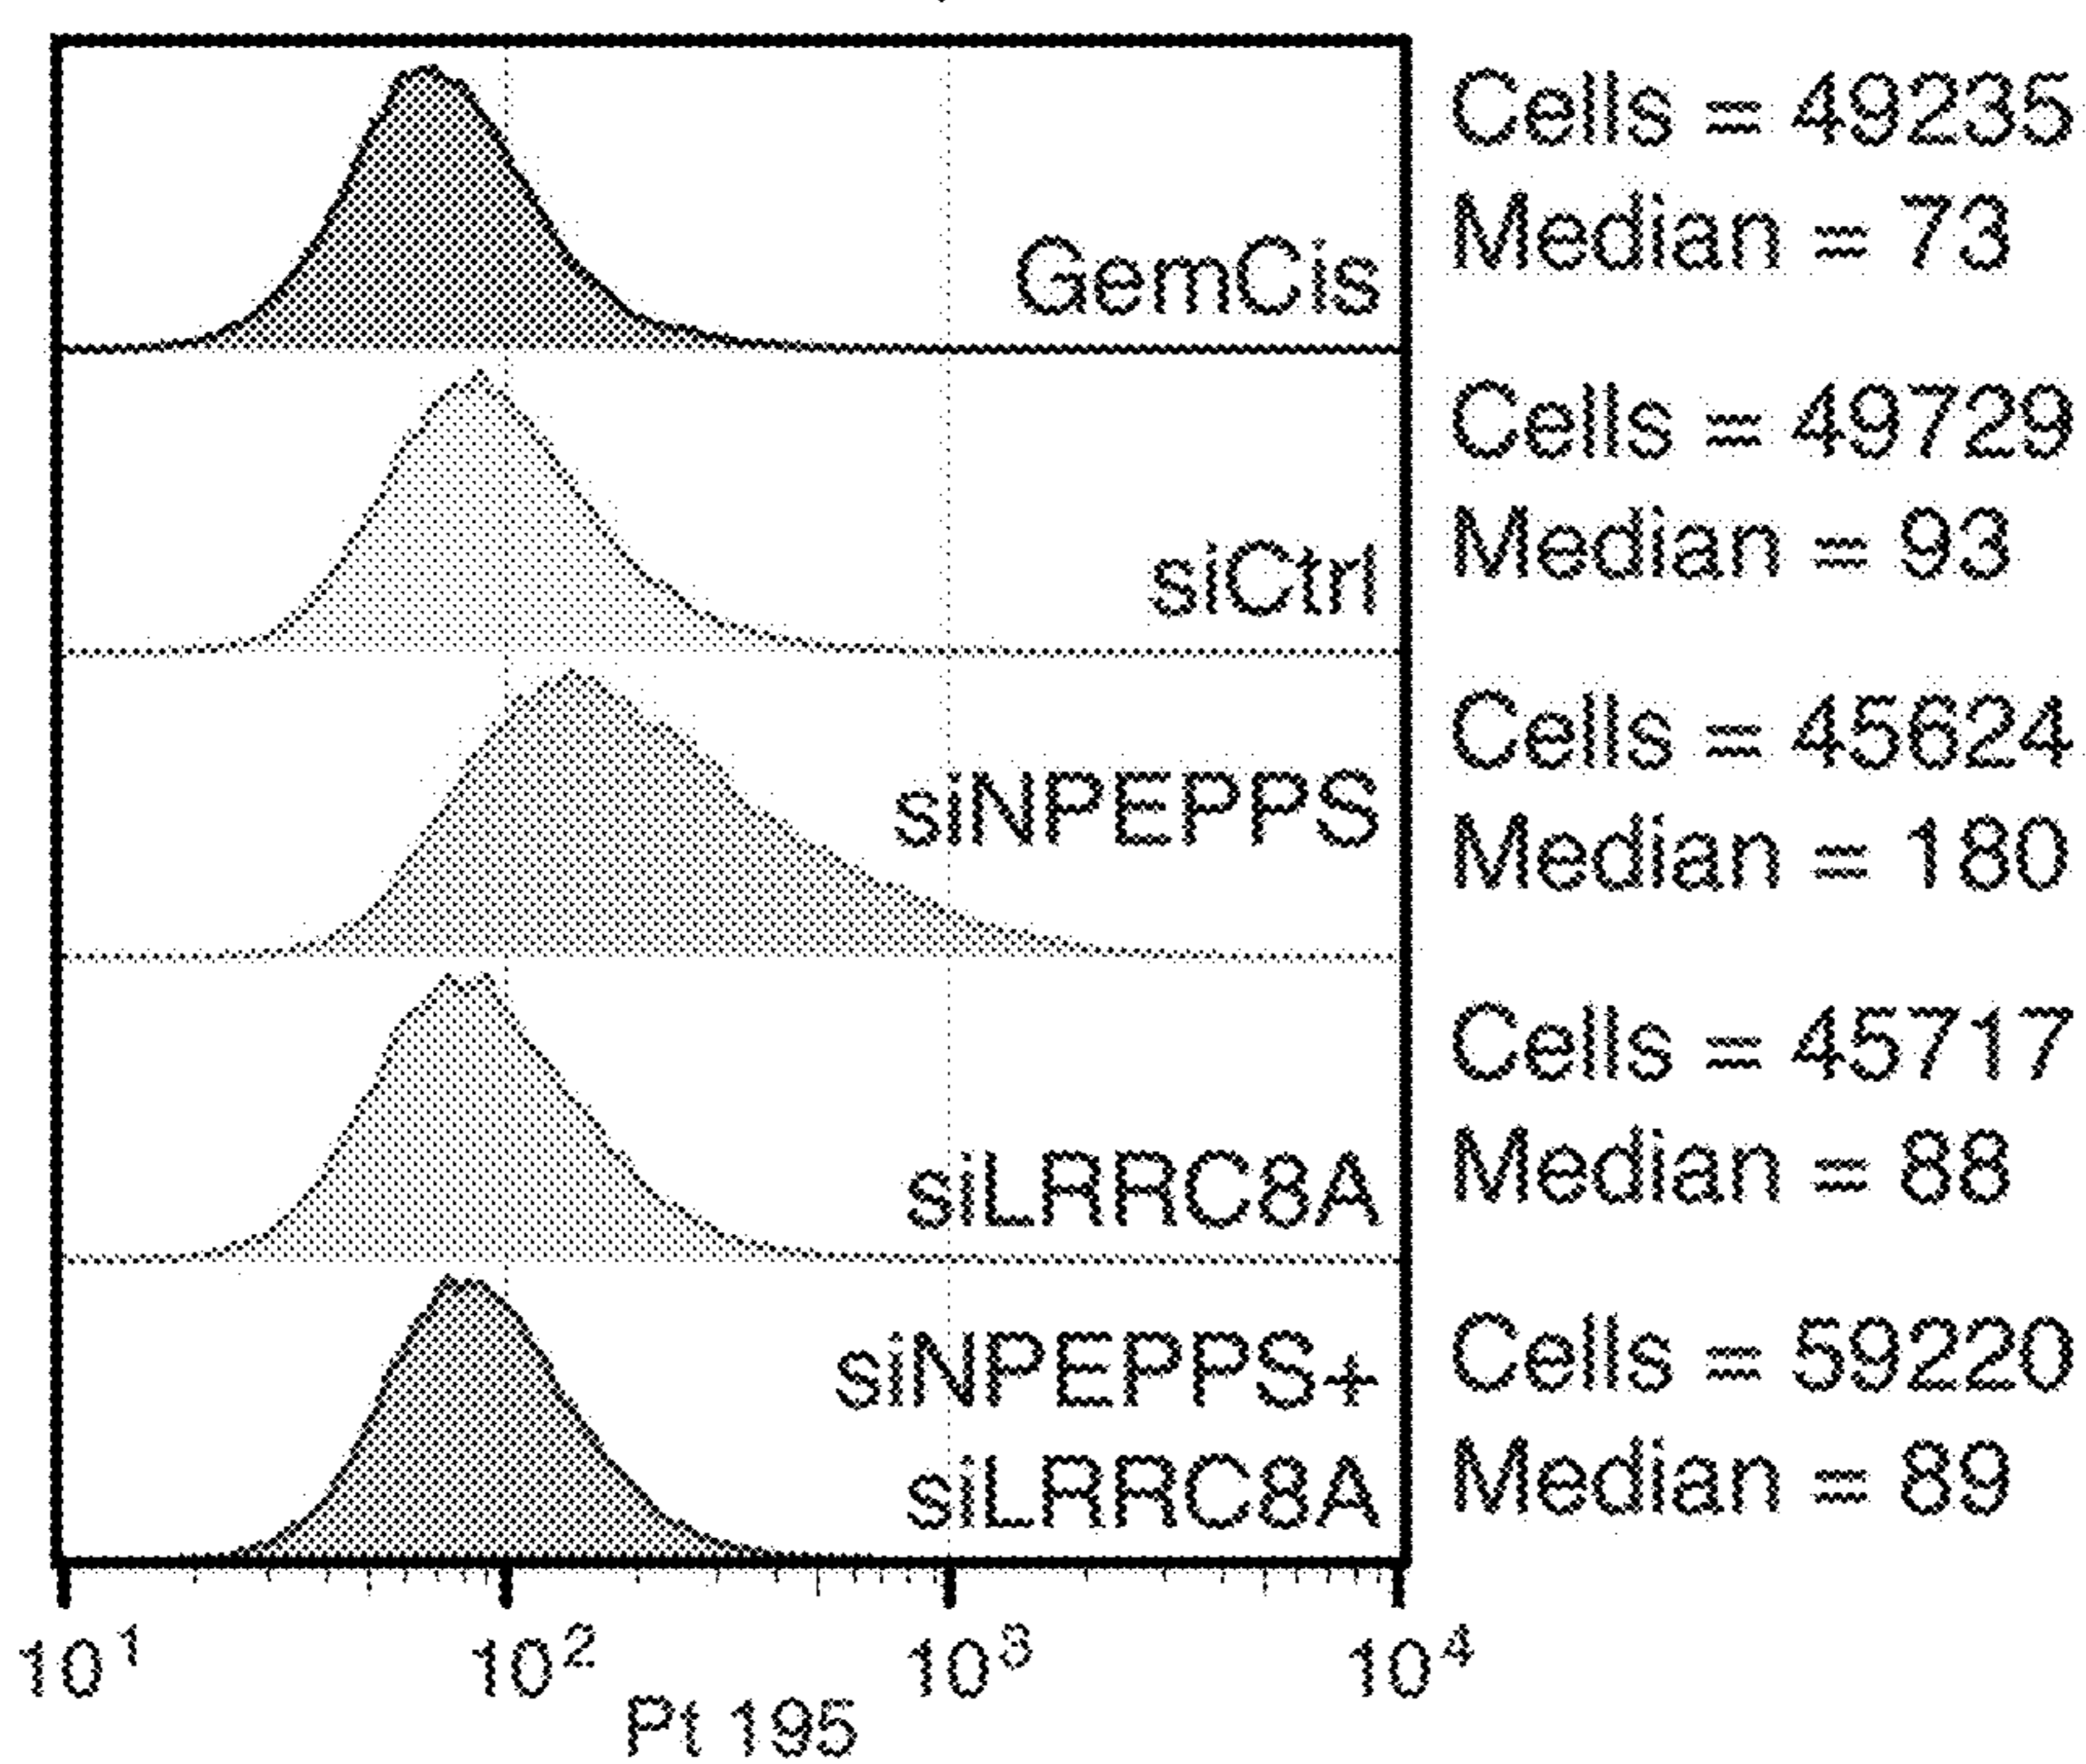 Cells = 49235
Median = 73
GemCis
Cells = 49729
Median = 93
siCtrl
Cells = 45624
Median = 180
siNPEPPS
Cells = 45717
Median = 88
siLRRC8A
Cells = 59220
Median = 89
siNPEPPS+
siLRRC8A
10¹ 10² 10³ 10⁴
Pt 195